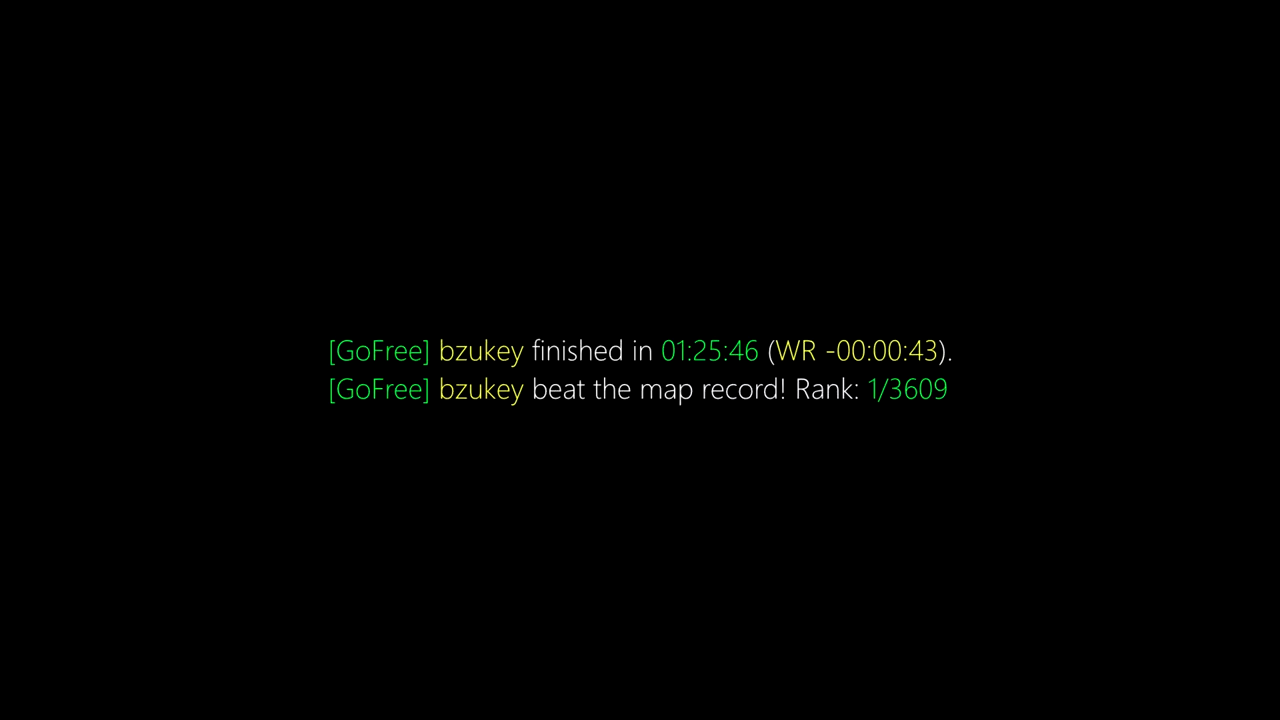 [GoFree] bzukey finished in 01:25:46 (WR -00:00:43).
[GoFree] bzukey beat the map record! Rank: 1/3609